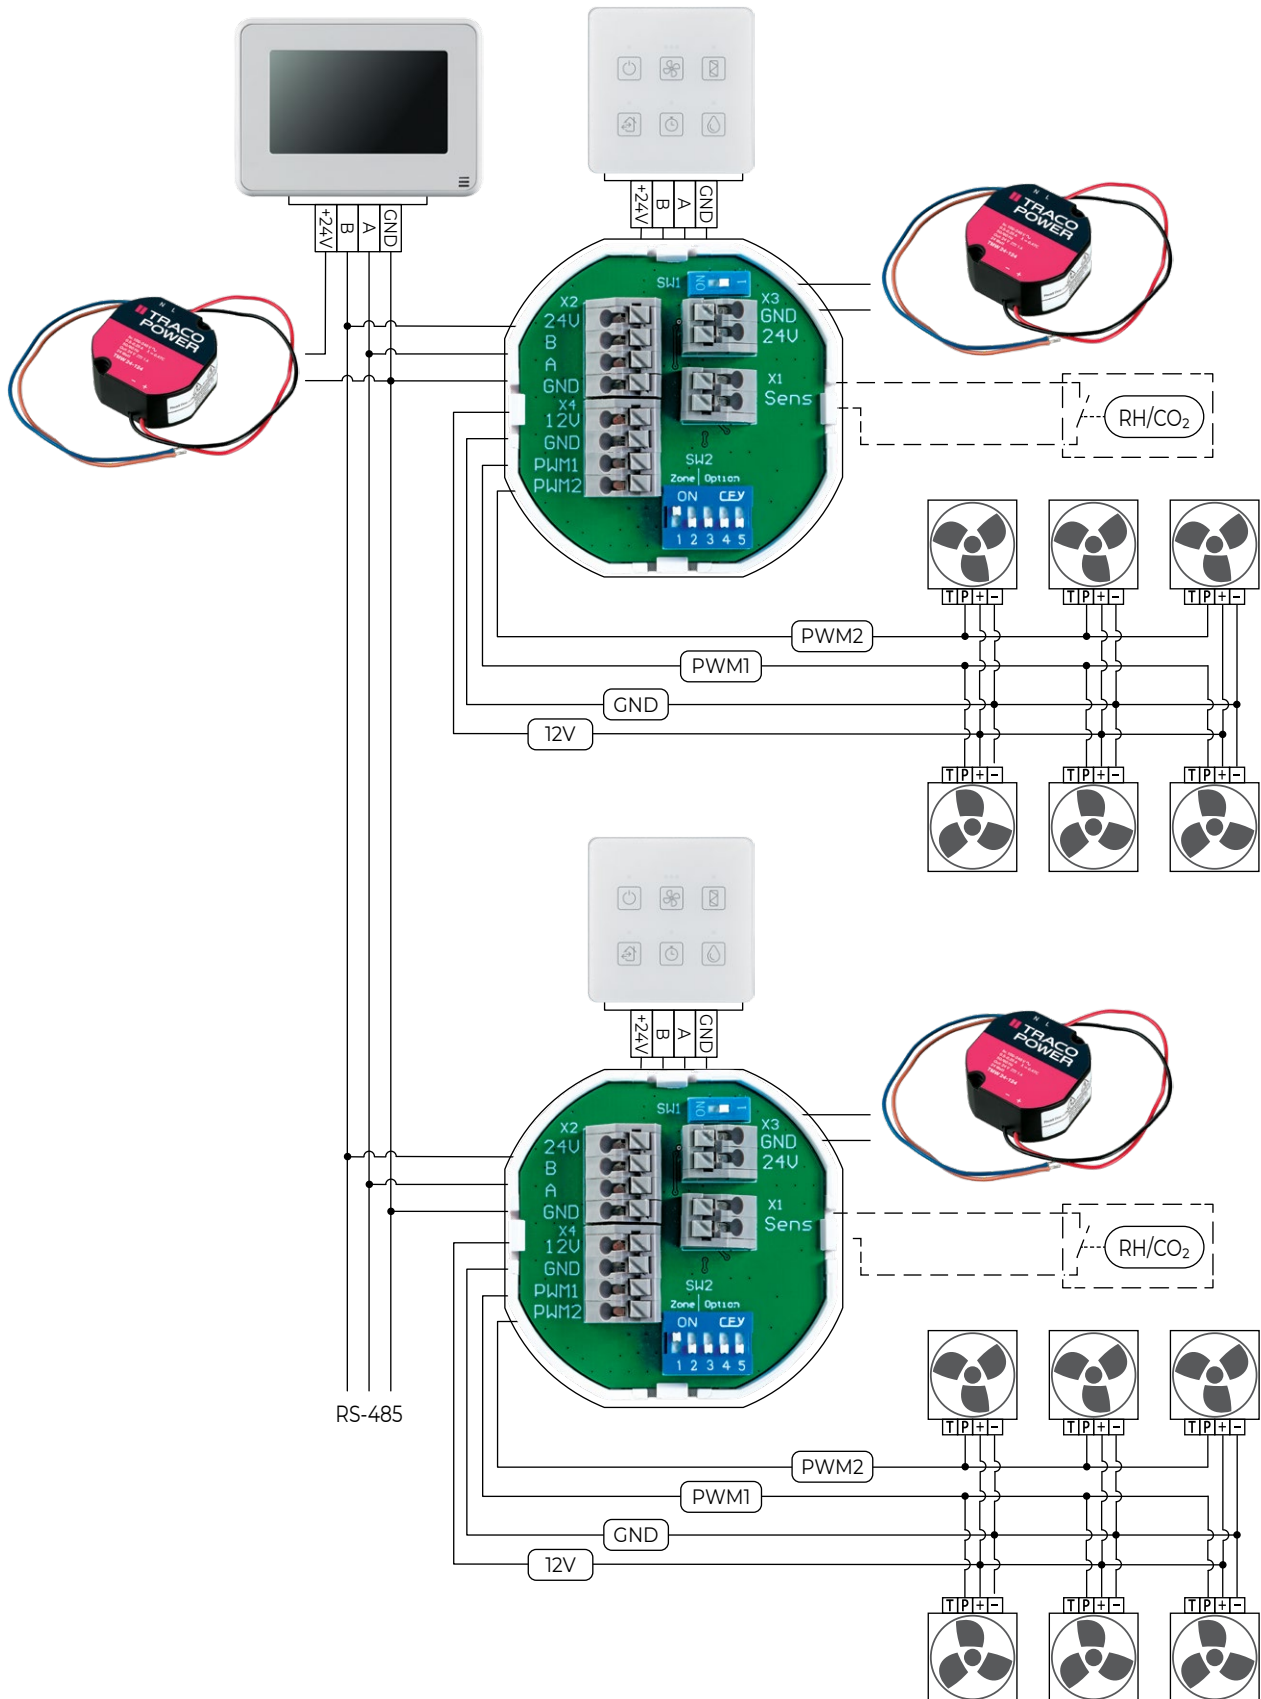 +24V
B
A
GND
+24V
B
A
GND
N L
TRACO
POWER
N L
TRACO
POWER
SW1
ON 1
X2
24V
B
A
GND
X4
12V
GND
PWM1
PWM2
X3
GND
24V
X1
Sens
SW2
Zone | Option
ON
1 2 3 4 5
RH/CO₂
T P + -
T P + -
T P + -
PWM2
PWM1
GND
12V
T P + -
T P + -
T P + -
+24V
B
A
GND
N L
TRACO
POWER
SW1
ON 1
X2
24V
B
A
GND
X4
12V
GND
PWM1
PWM2
X3
GND
24V
X1
Sens
SW2
Zone | Option
ON
1 2 3 4 5
RH/CO₂
RS-485
T P + -
T P + -
T P + -
PWM2
PWM1
GND
12V
T P + -
T P + -
T P + -